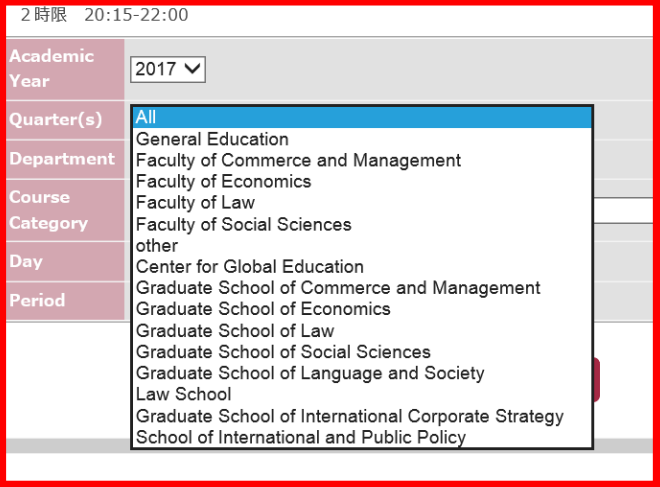 ２時限　20:15-22:00
Academic
Year
2017
Quarter(s)
Department
Course
Category
Day
Period
All
General Education
Faculty of Commerce and Management
Faculty of Economics
Faculty of Law
Faculty of Social Sciences
other
Center for Global Education
Graduate School of Commerce and Management
Graduate School of Economics
Graduate School of Law
Graduate School of Social Sciences
Graduate School of Language and Society
Law School
Graduate School of International Corporate Strategy
School of International and Public Policy